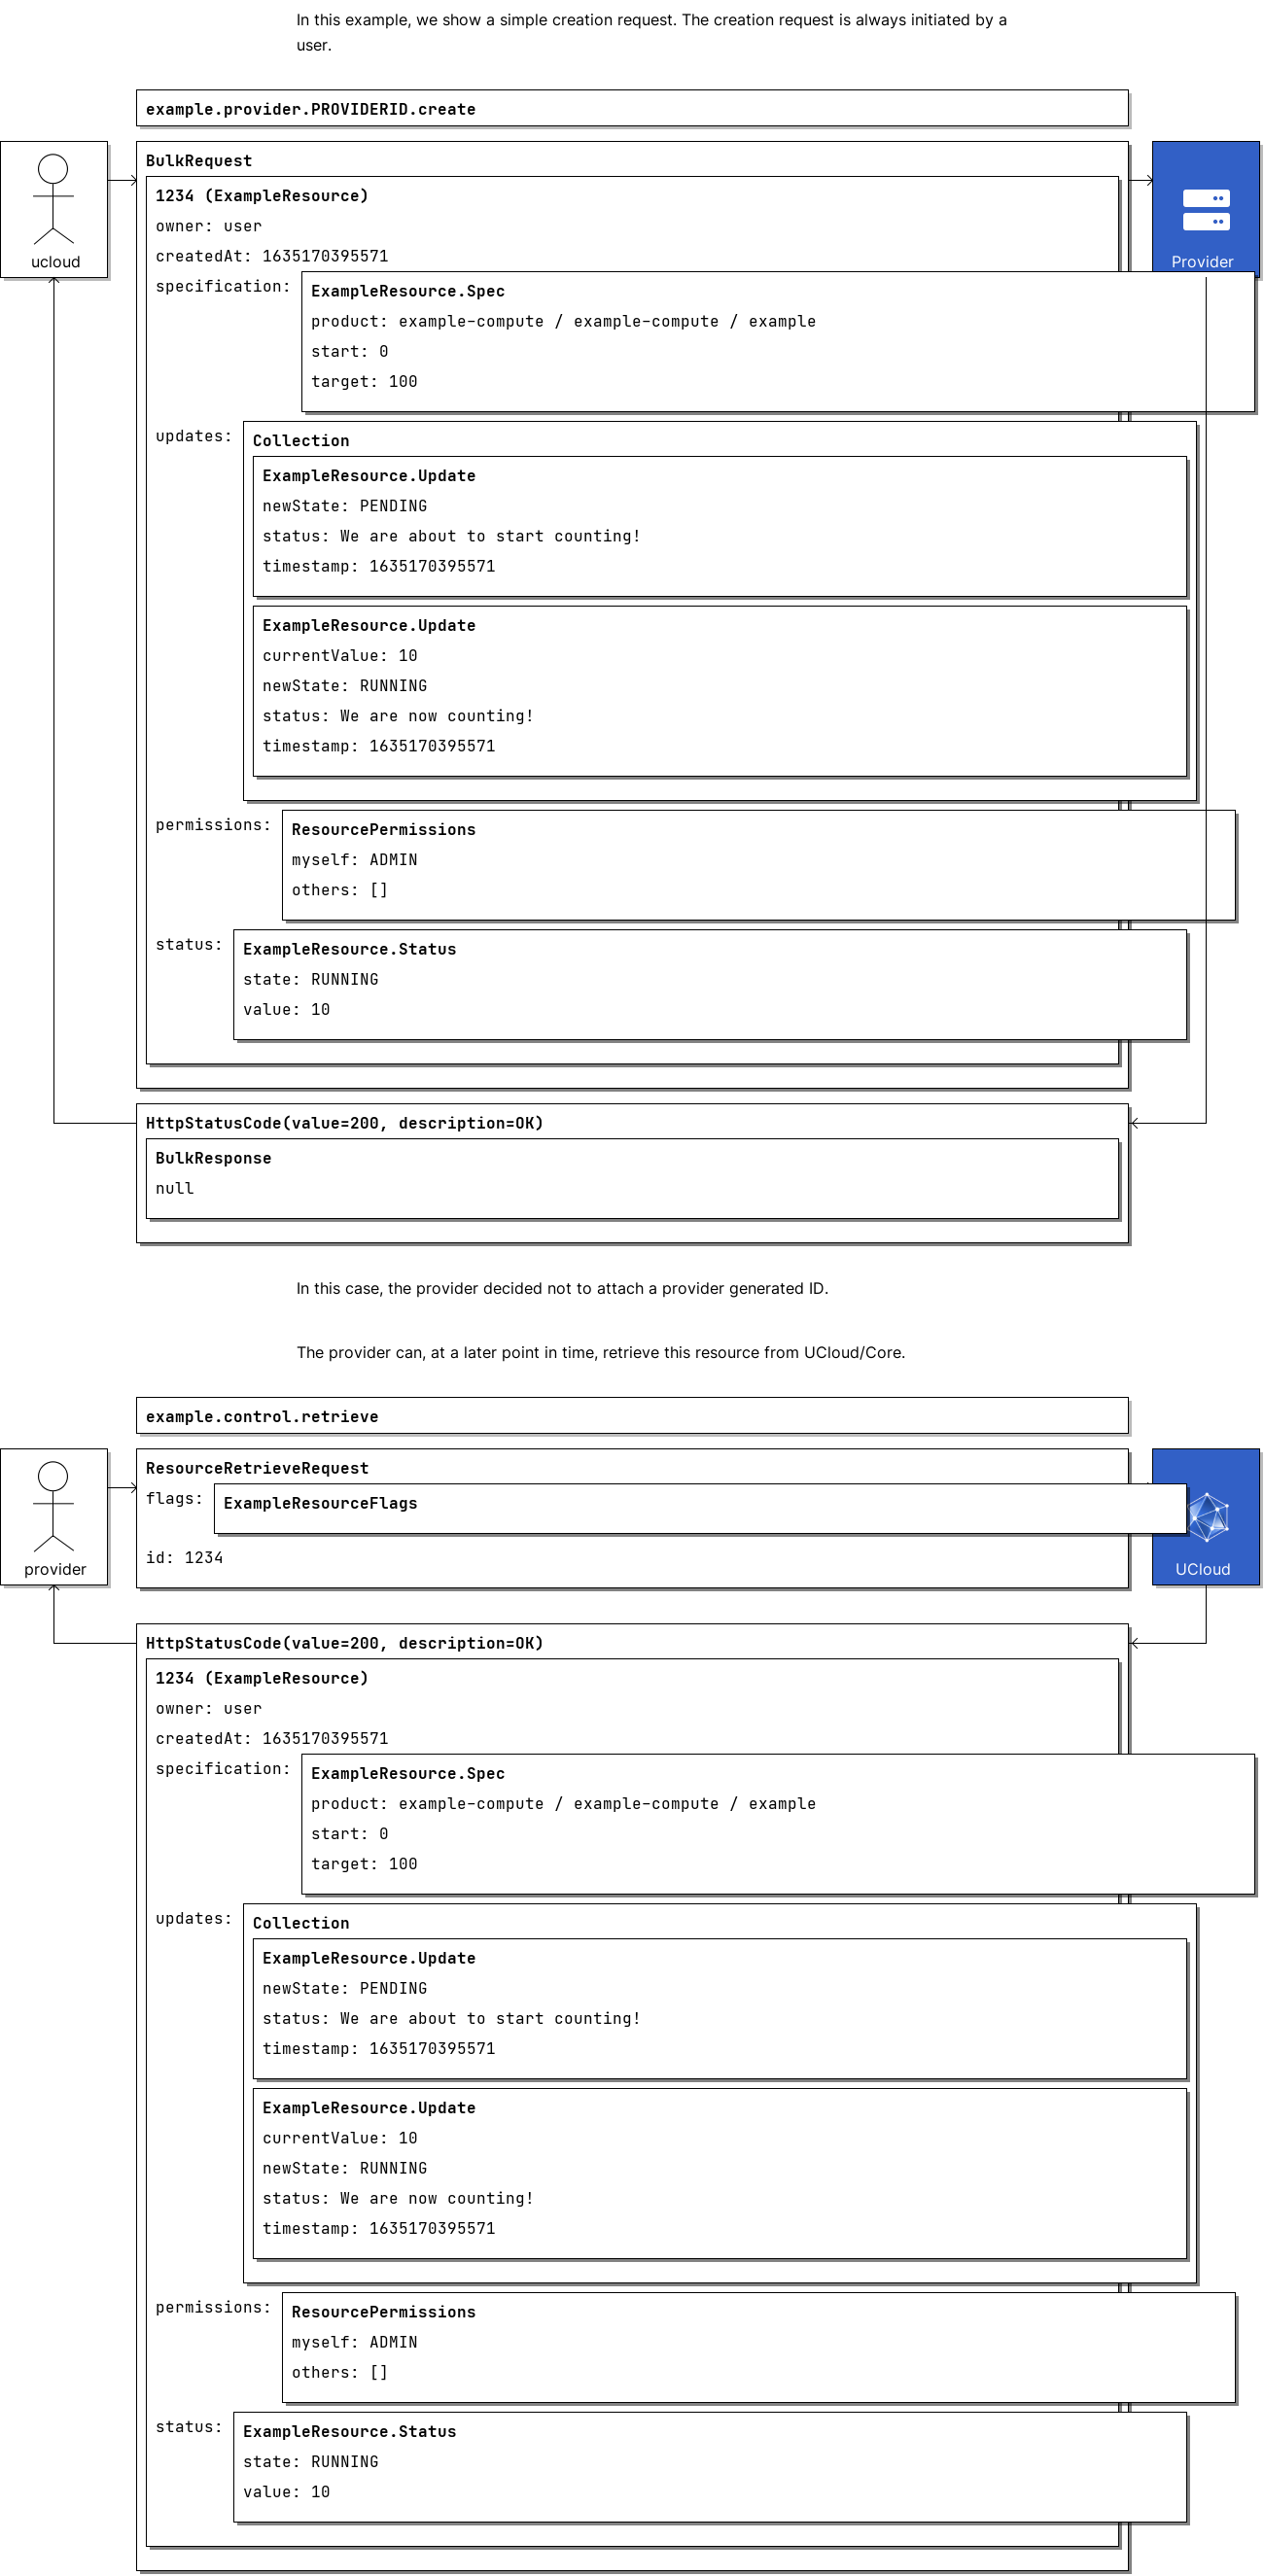 In this example, we show a simple creation request. The creation request is always initiated by a
user.
example.provider.PROVIDERID.create
BulkRequest
1234 (ExampleResource)
owner: user
createdAt: 1635170395571
ucloud
Provider
specification:
ExampleResource.Spec
product: example-compute / example-compute / example
start: 0
target: 100
updates:
Collection
ExampleResource.Update
newState: PENDING
status: We are about to start counting!
timestamp: 1635170395571
ExampleResource.Update
currentValue: 10
newState: RUNNING
status: We are now counting!
timestamp: 1635170395571
permissions:
ResourcePermissions
myself: ADMIN
others: []
status:
ExampleResource.Status
state: RUNNING
value: 10
HttpStatusCode(value=200, description=OK)
BulkResponse
null
In this case, the provider decided not to attach a provider generated ID.
The provider can, at a later point in time, retrieve this resource from UCloud/Core.
example.control.retrieve
ResourceRetrieveRequest
flags:
ExampleResourceFlags
id: 1234
provider
UCloud
HttpStatusCode(value=200, description=OK)
1234 (ExampleResource)
owner: user
createdAt: 1635170395571
specification:
ExampleResource.Spec
product: example-compute / example-compute / example
start: 0
target: 100
updates:
Collection
ExampleResource.Update
newState: PENDING
status: We are about to start counting!
timestamp: 1635170395571
ExampleResource.Update
currentValue: 10
newState: RUNNING
status: We are now counting!
timestamp: 1635170395571
permissions:
ResourcePermissions
myself: ADMIN
others: []
status:
ExampleResource.Status
state: RUNNING
value: 10